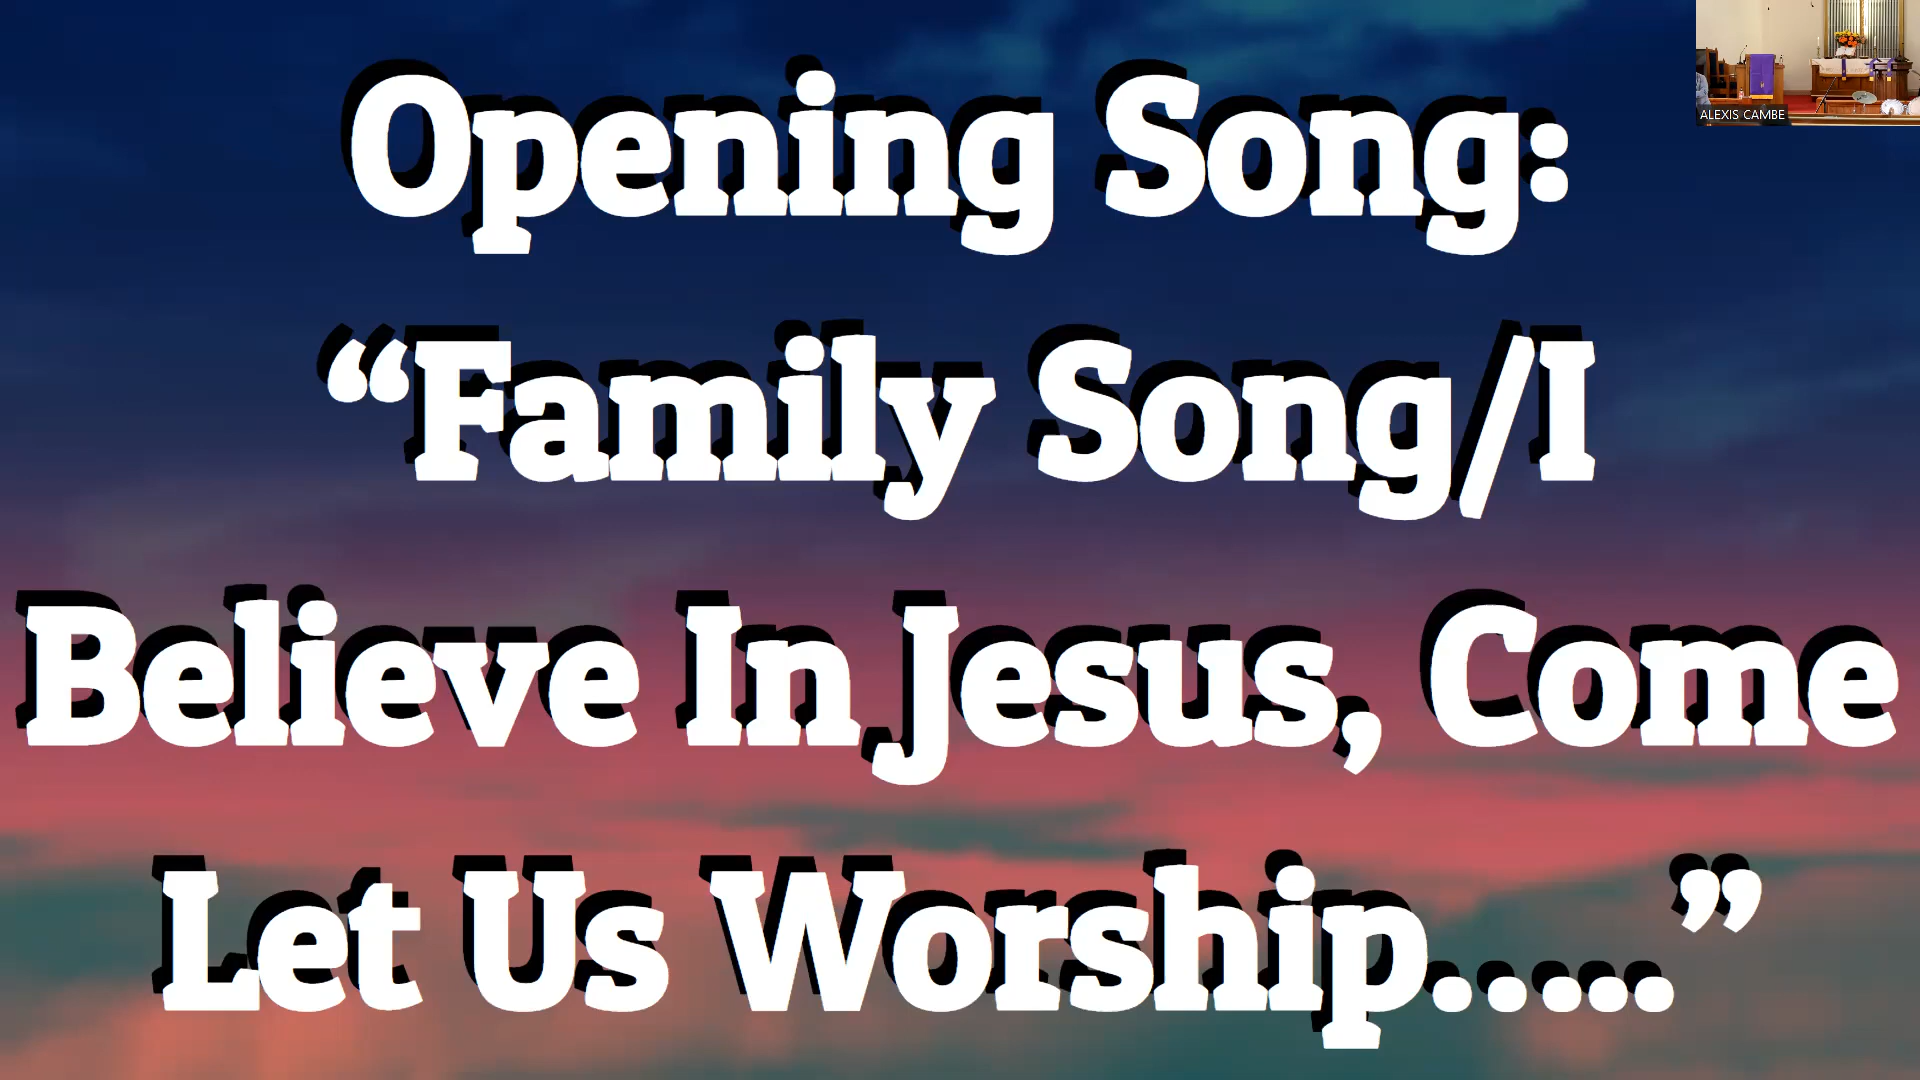 Opening Song:
“Family Song/I
Believe In Jesus, Come
Let Us Worship.....”
ALEXIS CAMBE